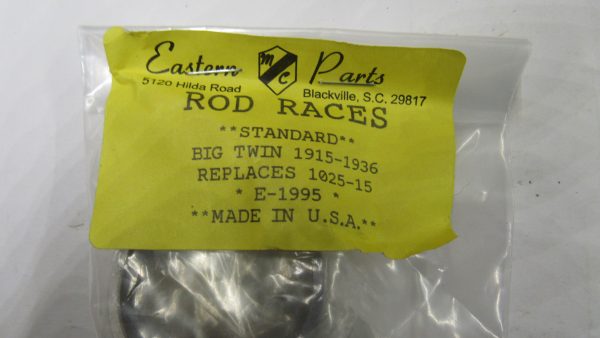 Eastern MC Parts
5120 Hilda Road Blackville, S.C. 29817
ROD RACES
**STANDARD**
BIG TWIN 1915-1936
REPLACES 1025-15
* E-1995 *
**MADE IN U.S.A.**